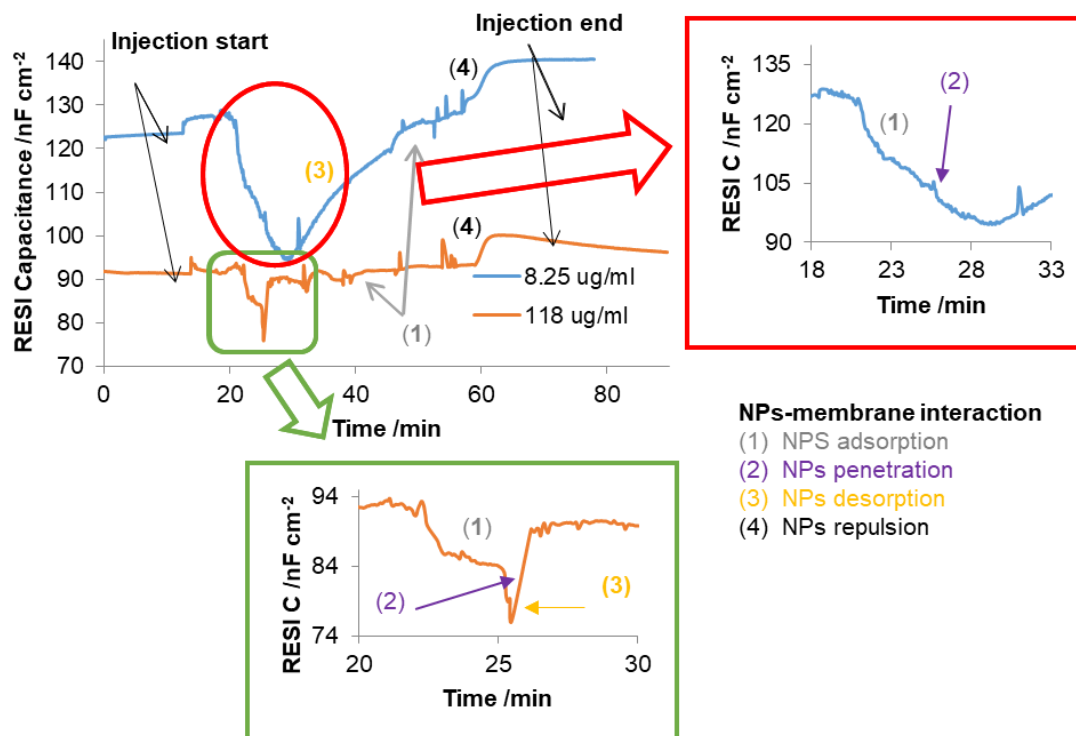 Injection start
Injection end
RESI Capacitance /nF cm-2
150
140
130
120
110
100
90
80
70
(4)
(3)
(4)
(1)
8.25 ug/ml
118 ug/ml
0
20
40
60
80
Time /min
RESI C /nF cm-2
135
120
105
90
(1)
(2)
18
23
28
33
Time /min
NPs-membrane interaction
(1) NPS adsorption
(2) NPs penetration
(3) NPs desorption
(4) NPs repulsion
RESI C /nF cm-2
94
84
74
(1)
(2)
(3)
20
25
30
Time /min